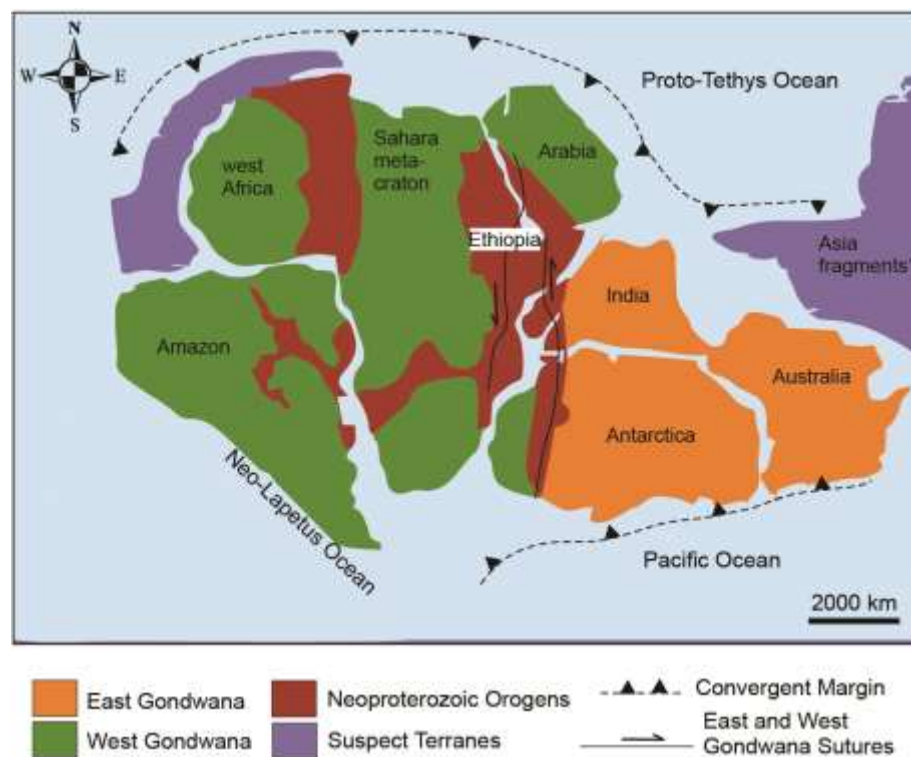 N
W E
S
Proto-Tethys Ocean
west
Africa
Sahara
meta-
craton
Arabia
Ethiopia
Asia
fragments'
India
Amazon
Australia
Antarctica
Neo-Lapetus Ocean
Pacific Ocean
2000 km
East Gondwana
West Gondwana
Neoproterozoic Orogens
Suspect Terranes
Convergent Margin
East and West
Gondwana Sutures